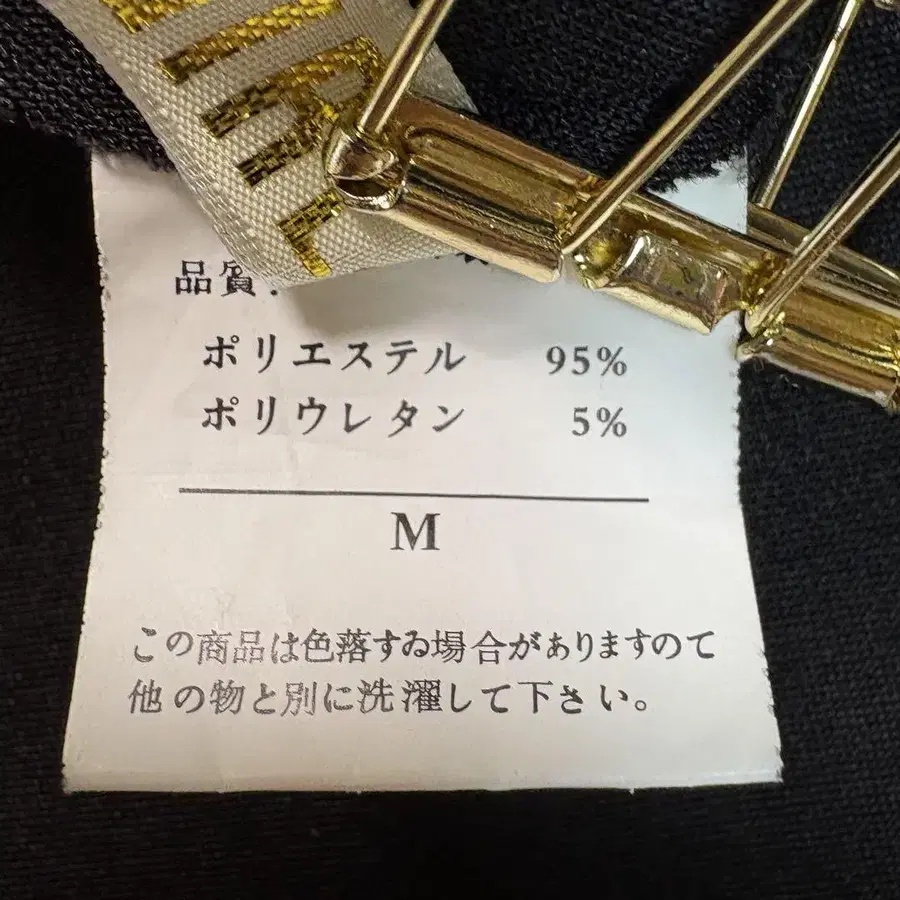 品質:
ポリエステル 95%
ポリウレタン 5%
M
この商品は色落すゐ場合がありますので
他の物と別に洗濯して下さい。